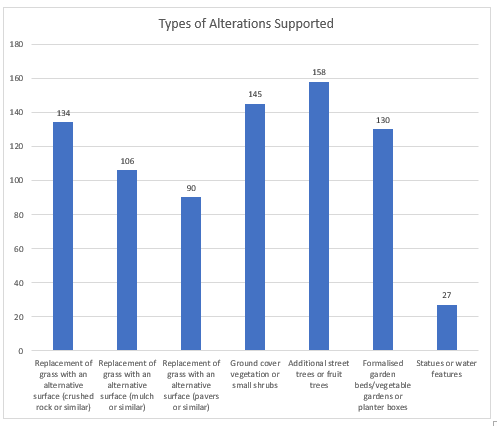 Types of Alterations Supported
180
160
140
120
100
80
60
40
20
0
134
106
90
145
158
130
27
Replacement of
grass with an
alternative
surface (crushed
rock or similar)
Replacement of
grass with an
alternative
surface (mulch
or similar)
Replacement of
grass with an
alternative
surface (pavers
or similar)
Ground cover
vegetation or
small shrubs
Additional street
trees or fruit
trees
Formalised
garden
beds/vegetable
gardens or
planter boxes
Statues or water
features